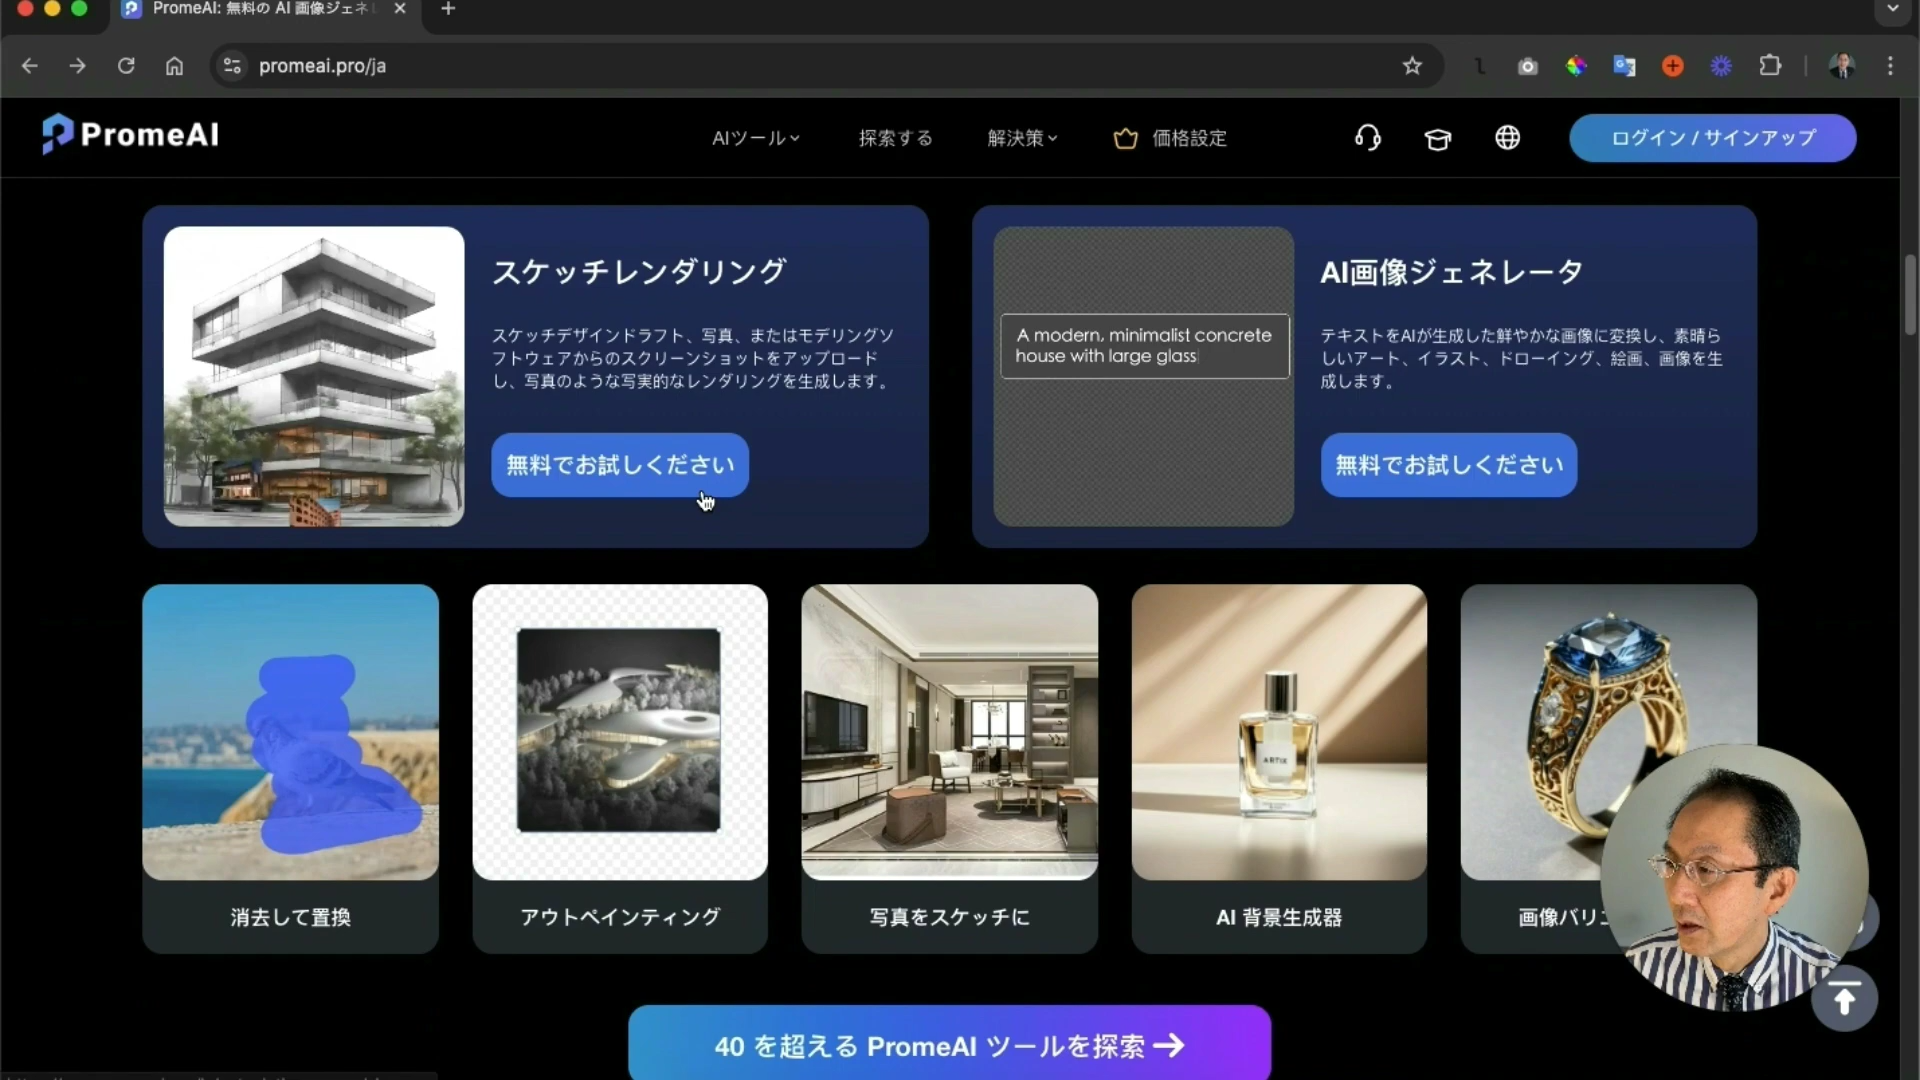 PromeAI: 無料の AI 画像ジェネレ
promeai.pro/ja
PromeAI
AIツール
探索する
解決策
価格設定
ログイン / サインアップ
スケッチレンダリング
スケッチデザインドラフト、写真、またはモデリングソ
フトウェアからのスクリーンショットをアップロード
し、写真のような写実的なレンダリングを生成します。
無料でお試しください
A modern, minimalist concrete
house with large glass
AI画像ジェネレータ
テキストをAIが生成した鮮やかな画像に変換し、素晴ら
しいアート、イラスト、ドローイング、絵画、画像を生
成します。
無料でお試しください
消去して置換
アウトペインティング
写真をスケッチに
ARTIX
AI 背景生成器
画像バリ
40 を超える PromeAI ツールを探索